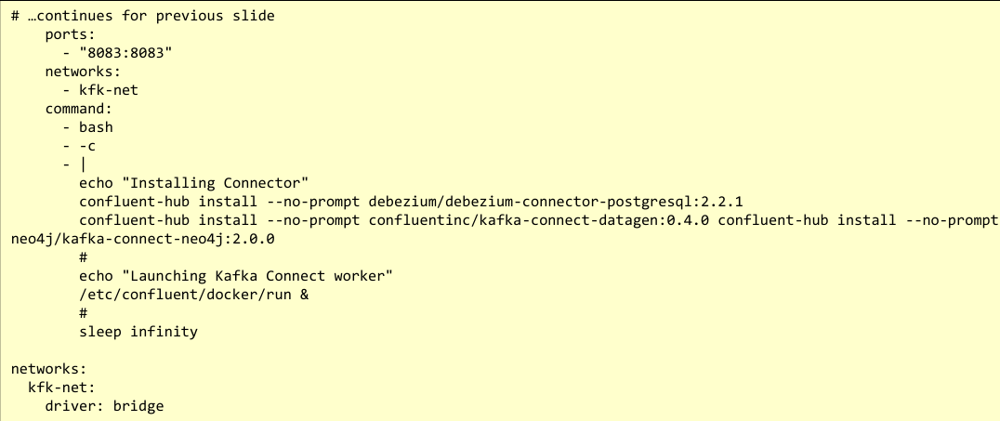 # …continues for previous slide
    ports:
      - "8083:8083"
    networks:
      - kfk-net
    command:
      - bash
      - -c
      - |
        echo "Installing Connector"
        confluent-hub install --no-prompt debezium/debezium-connector-postgresql:2.2.1
        confluent-hub install --no-prompt confluentinc/kafka-connect-datagen:0.4.0 confluent-hub install --no-prompt
neo4j/kafka-connect-neo4j:2.0.0
        #
        echo "Launching Kafka Connect worker"
        /etc/confluent/docker/run &
        #
        sleep infinity

networks:
  kfk-net:
    driver: bridge